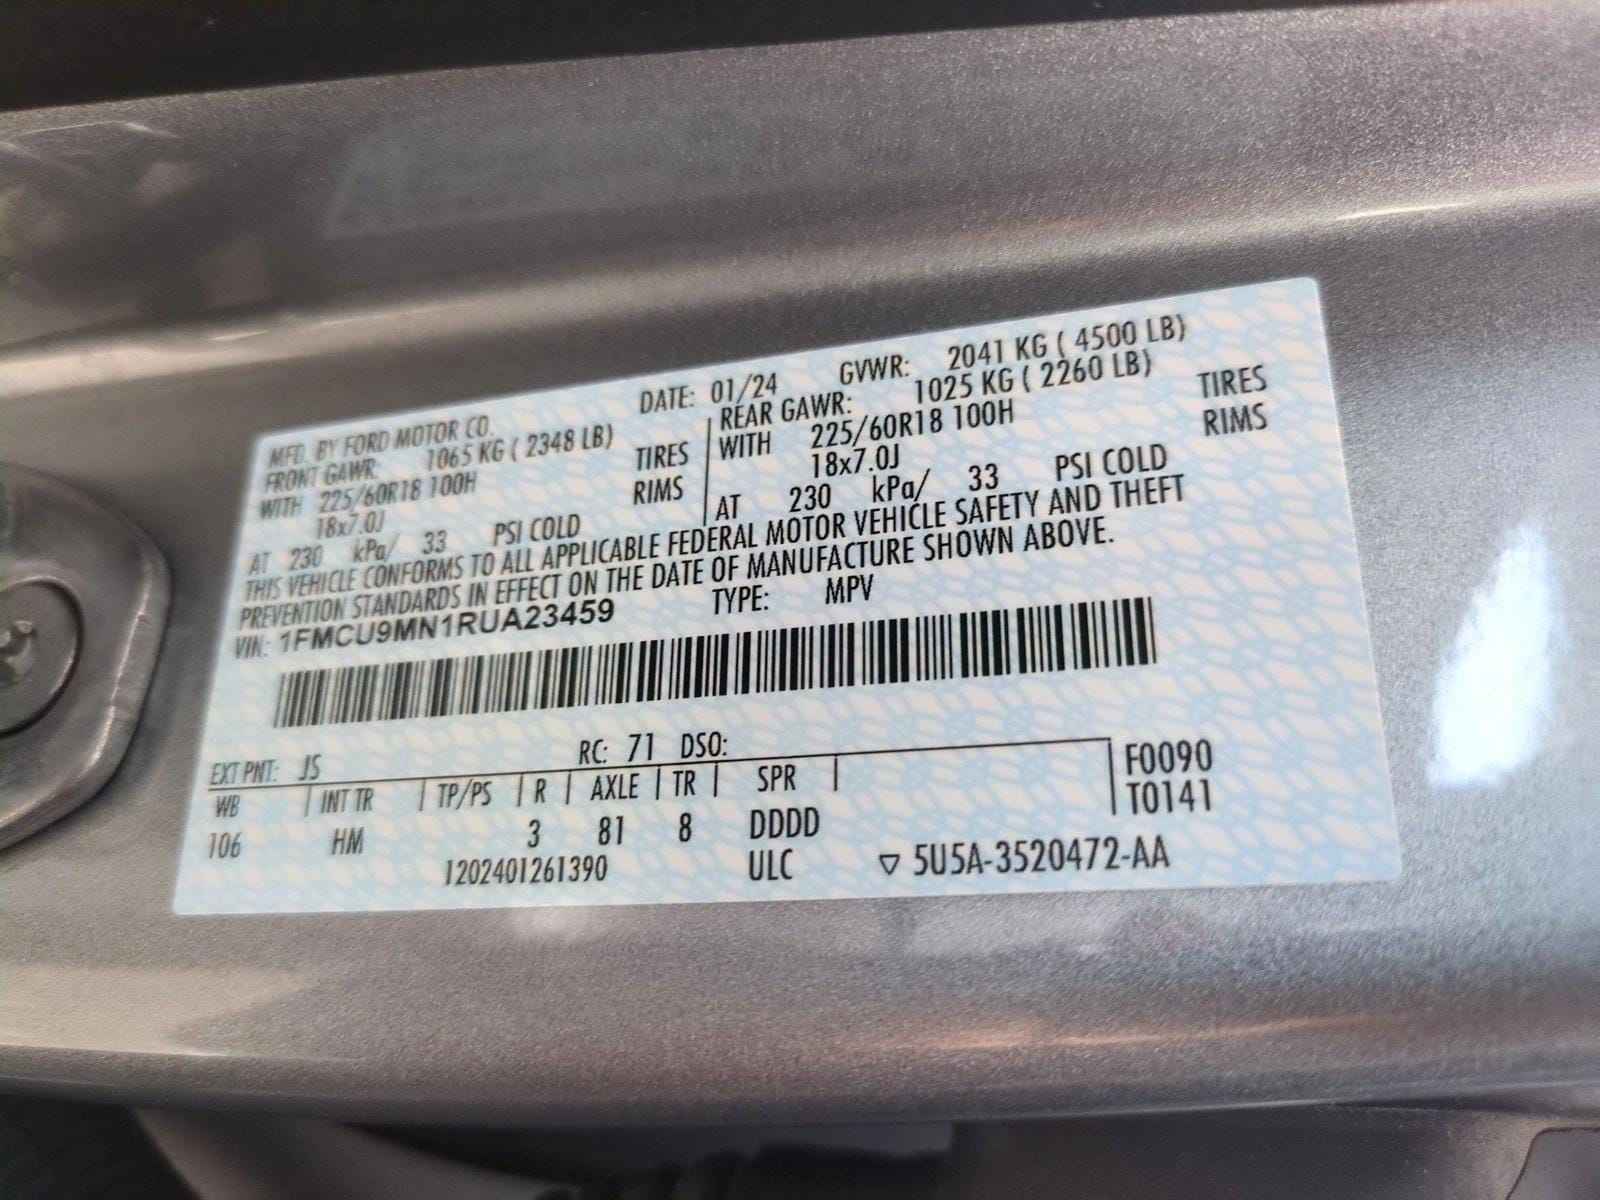 MFD. BY FORD MOTOR CO. DATE: 01/24 GVWR: 2041 KG ( 4500 LB)
FRONT GAWR: 1065 KG ( 2348 LB) REAR GAWR: 1025 KG ( 2260 LB)
WITH 225/60R18 100H TIRES WITH 225/60R18 100H TIRES
18x7.0J RIMS 18x7.0J RIMS
AT 230 kPa/ 33 PSI COLD AT 230 kPa/ 33 PSI COLD
THIS VEHICLE CONFORMS TO ALL APPLICABLE FEDERAL MOTOR VEHICLE SAFETY AND THEFT
PREVENTION STANDARDS IN EFFECT ON THE DATE OF MANUFACTURE SHOWN ABOVE.
VIN: 1FMCU9MN1RUA23459 TYPE: MPV
EXT PNT: JS RC: 71 DSO:
WB INT TR TP/PS R AXLE TR SPR F0090
T0141
106 HM 3 81 8 DDDD
1202401261390 ULC ▽ 5U5A-3520472-AA